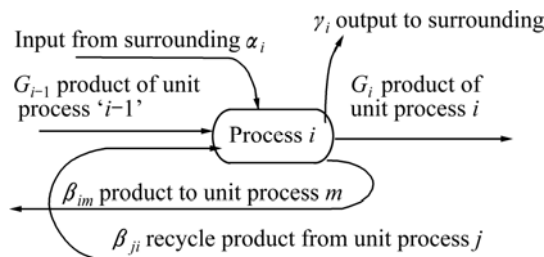 γi output to surrounding
Input from surrounding αi
Gi−1 product of unit
process ‘i−1’
Gi product of
unit process i
Process i
βim product to unit process m
βji recycle product from unit process j